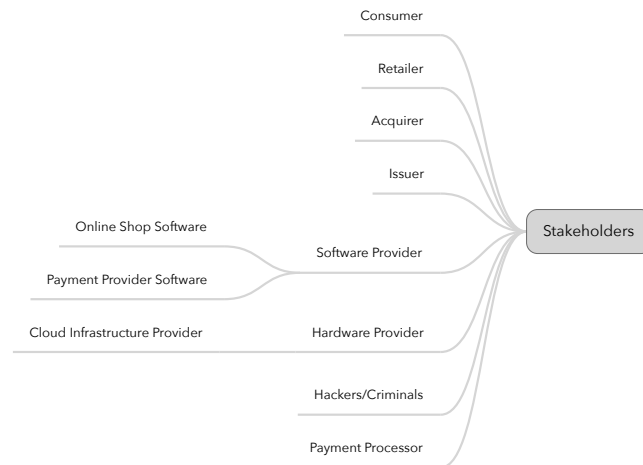 Consumer
Retailer
Acquirer
Issuer
Stakeholders
Online Shop Software
Software Provider
Payment Provider Software
Cloud Infrastructure Provider
Hardware Provider
Hackers/Criminals
Payment Processor